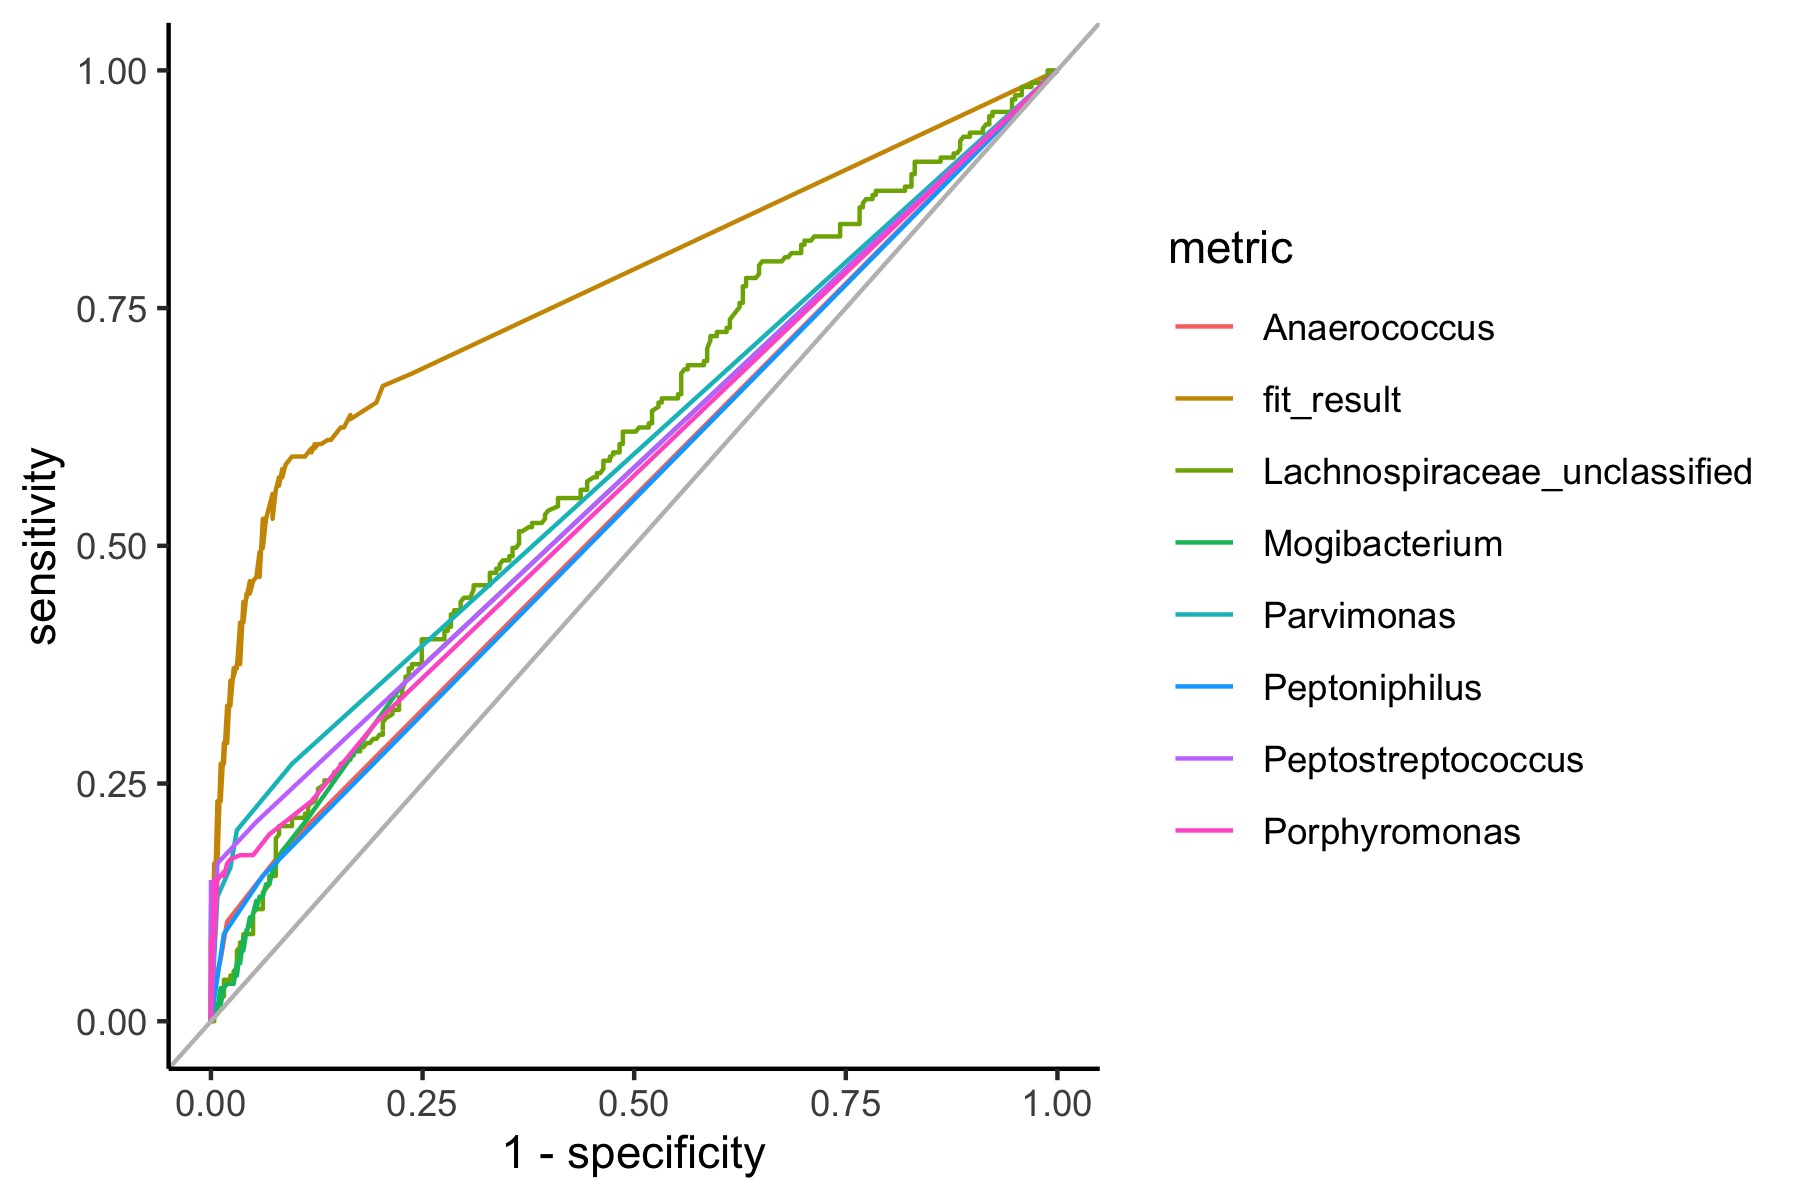 1.00
0.75
0.50
0.25
0.00
sensitivity
0.00 0.25 0.50 0.75 1.00
1 - specificity
metric
Anaerococcus
fit_result
Lachnospiraceae_unclassified
Mogibacterium
Parvimonas
Peptoniphilus
Peptostreptococcus
Porphyromonas